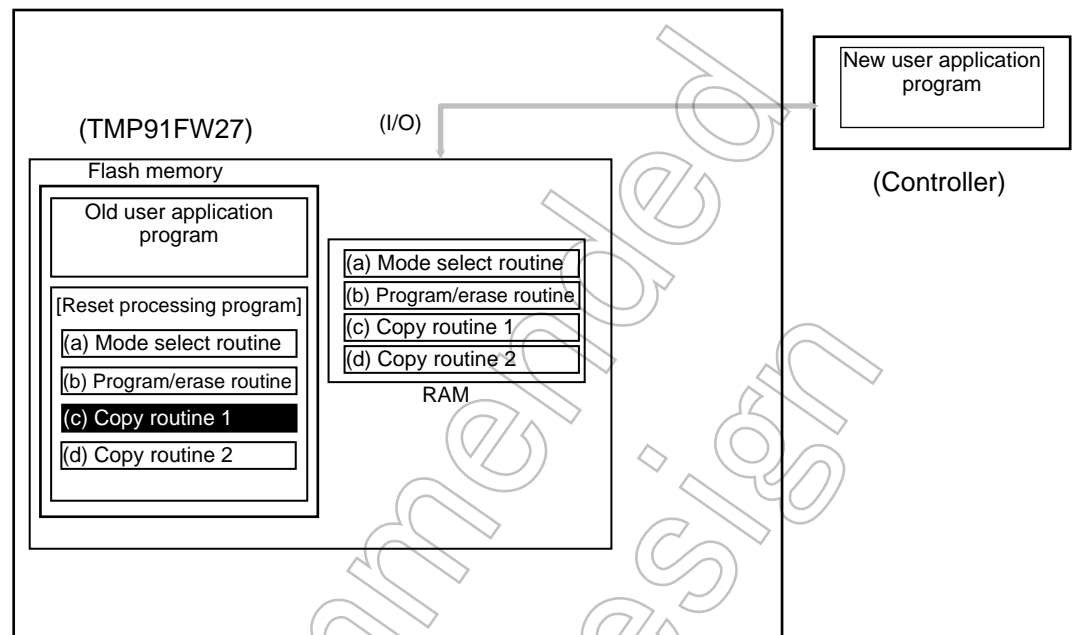 New user application
program
(Controller)
(TMP91FW27)
(I/O)
Flash memory
Old user application
program
[Reset processing program]
(a) Mode select routine
(b) Program/erase routine
(c) Copy routine 1
(d) Copy routine 2
(a) Mode select routine
(b) Program/erase routine
(c) Copy routine 1
(d) Copy routine 2
RAM
mmended
esign